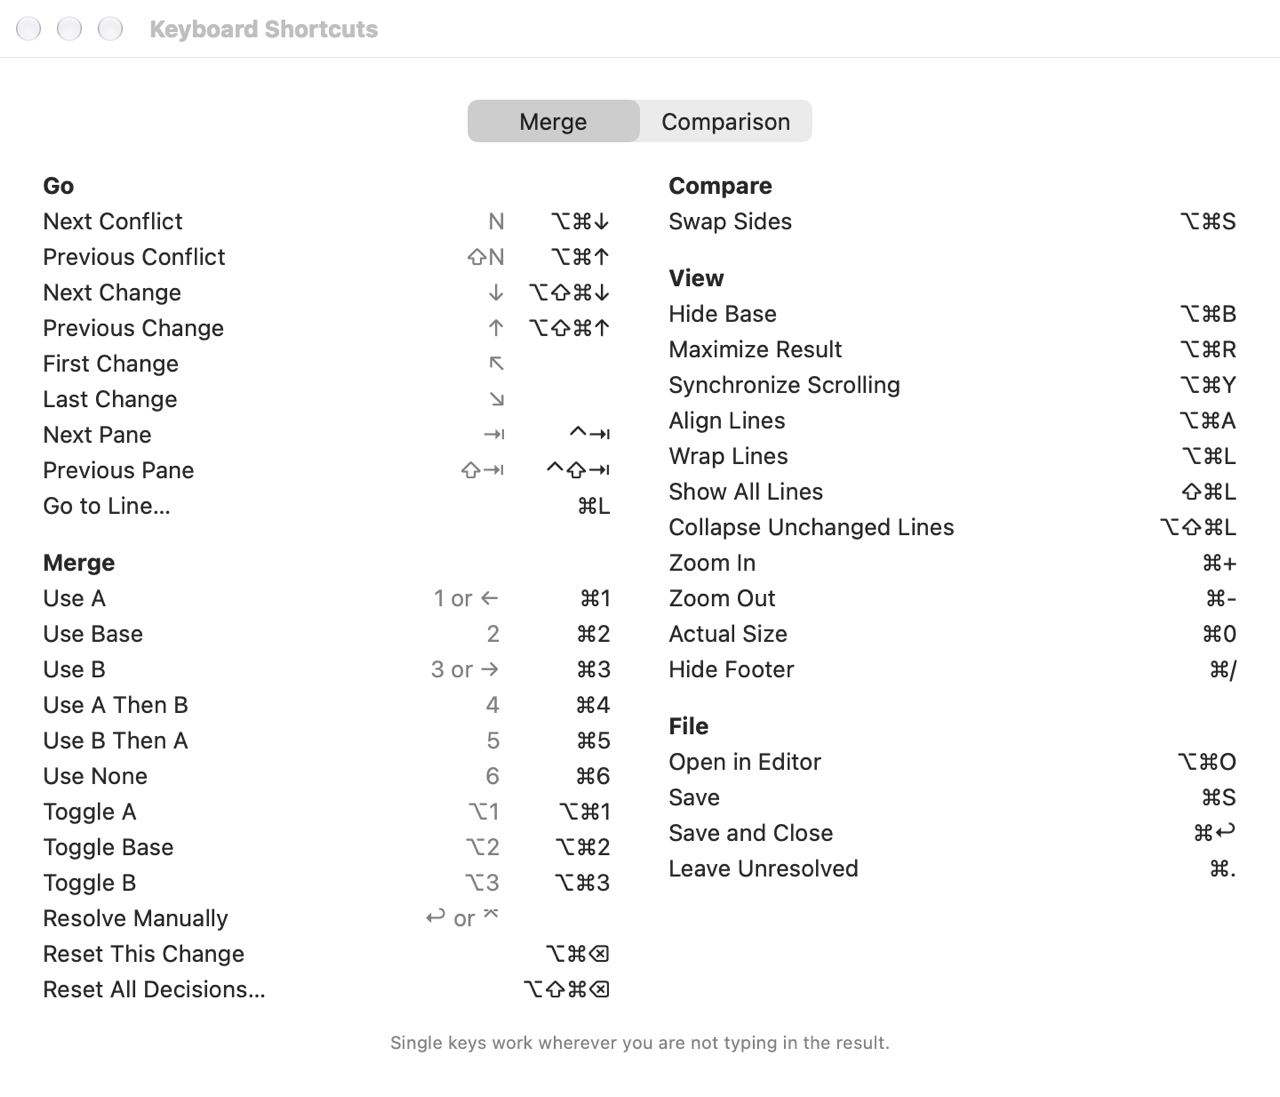 Keyboard Shortcuts
Merge Comparison
Go
Next Conflict N ⌥⌘↓
Previous Conflict ⇧N ⌥⌘↑
Next Change ↓ ⌥⇧⌘↓
Previous Change ↑ ⌥⇧⌘↑
First Change ↖
Last Change ↘
Next Pane ⇥ ^⇥
Previous Pane ⇧⇥ ^⇧⇥
Go to Line... ⌘L
Merge
Use A 1 or ← ⌘1
Use Base 2 ⌘2
Use B 3 or → ⌘3
Use A Then B 4 ⌘4
Use B Then A 5 ⌘5
Use None 6 ⌘6
Toggle A ⌥1 ⌥⌘1
Toggle Base ⌥2 ⌥⌘2
Toggle B ⌥3 ⌥⌘3
Resolve Manually ↩ or ⌤
Reset This Change ⌥⌘⌫
Reset All Decisions... ⌥⇧⌘⌫
Compare
Swap Sides ⌥⌘S
View
Hide Base ⌥⌘B
Maximize Result ⌥⌘R
Synchronize Scrolling ⌥⌘Y
Align Lines ⌥⌘A
Wrap Lines ⌥⌘L
Show All Lines ⇧⌘L
Collapse Unchanged Lines ⌥⇧⌘L
Zoom In ⌘+
Zoom Out ⌘-
Actual Size ⌘0
Hide Footer ⌘/
File
Open in Editor ⌥⌘O
Save ⌘S
Save and Close ⌘↩
Leave Unresolved ⌘.
Single keys work wherever you are not typing in the result.